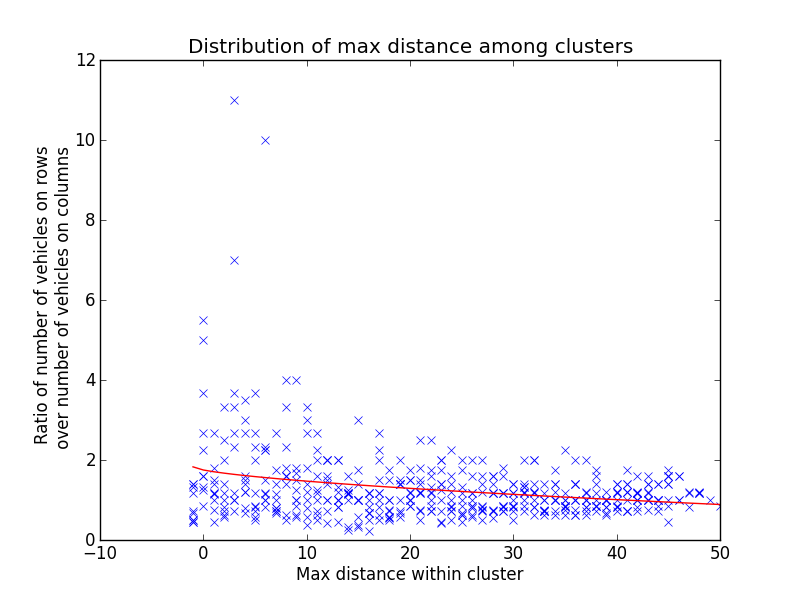 Distribution of max distance among clusters
12
10
8
6
4
2
0
Ratio of number of vehicles on rows
over number of vehicles on columns
−10 0 10 20 30 40 50
Max distance within cluster